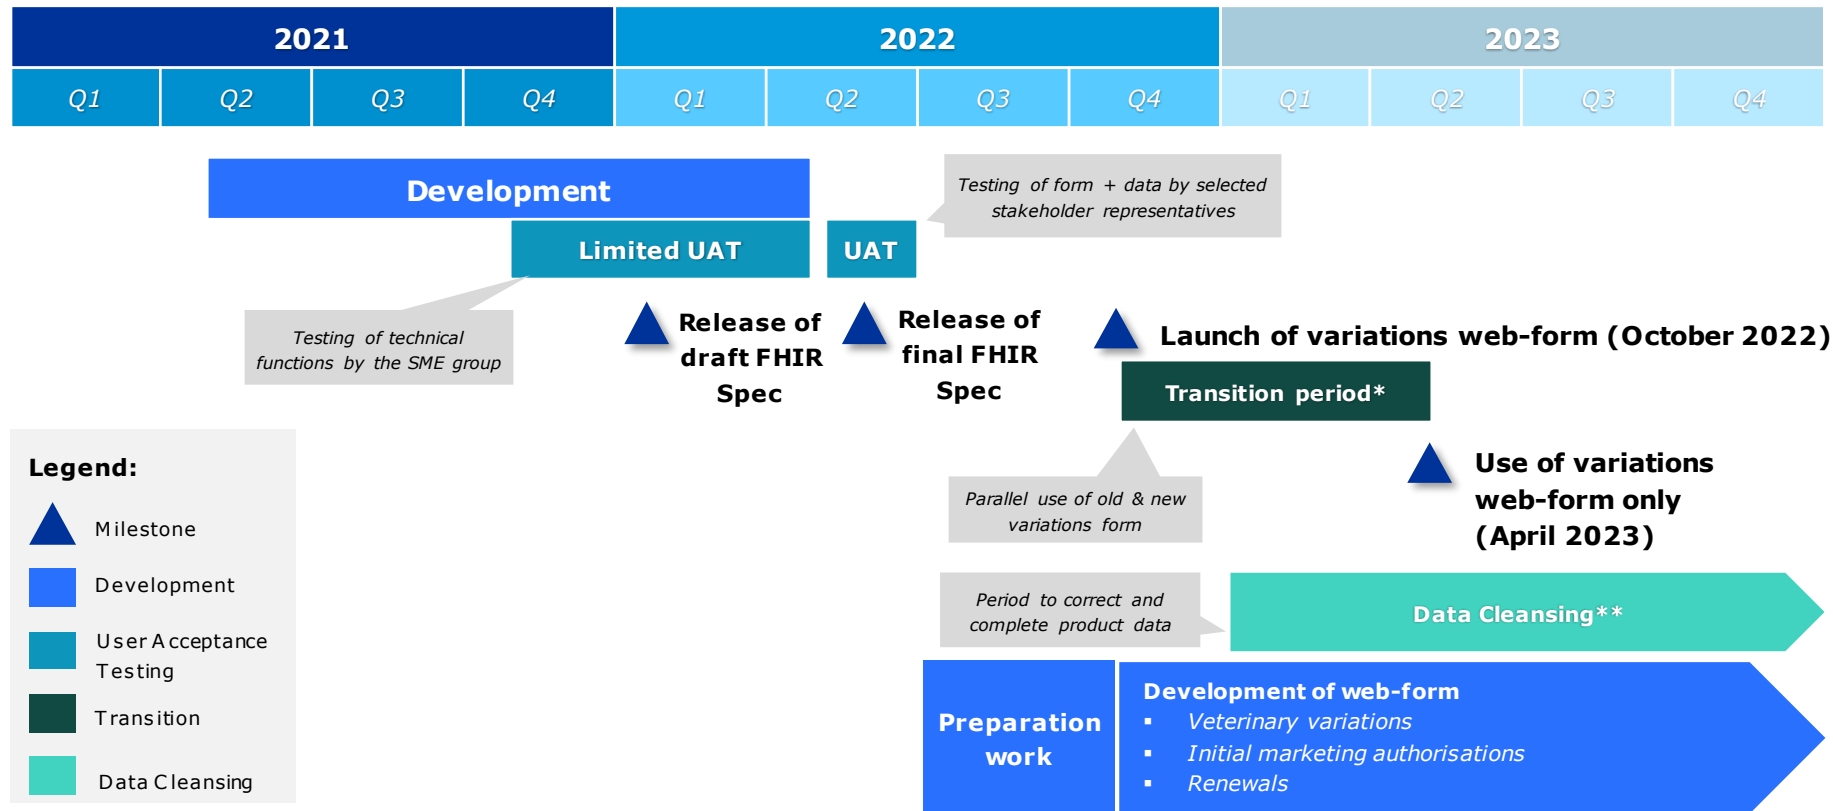 2021
2022
2023
Q1
Q2
Q3
Q4
Q1
Q2
Q3
Q4
Q1
Q2
Q3
Q4
Development
Testing of form + data by selected
stakeholder representatives
Limited UAT
UAT
Testing of technical
functions by the SME group
Release of
draft FHIR
Spec
Release of
final FHIR
Spec
Launch of variations web-form (October 2022)
Transition period*
Parallel use of old & new
variations form
Use of variations
web-form only
(April 2023)
Legend:
Milestone
Development
User Acceptance
Testing
Transition
Data Cleansing
Period to correct and
complete product data
Data Cleansing**
Preparation
work
Development of web-form
▪ Veterinary variations
▪ Initial marketing authorisations
▪ Renewals